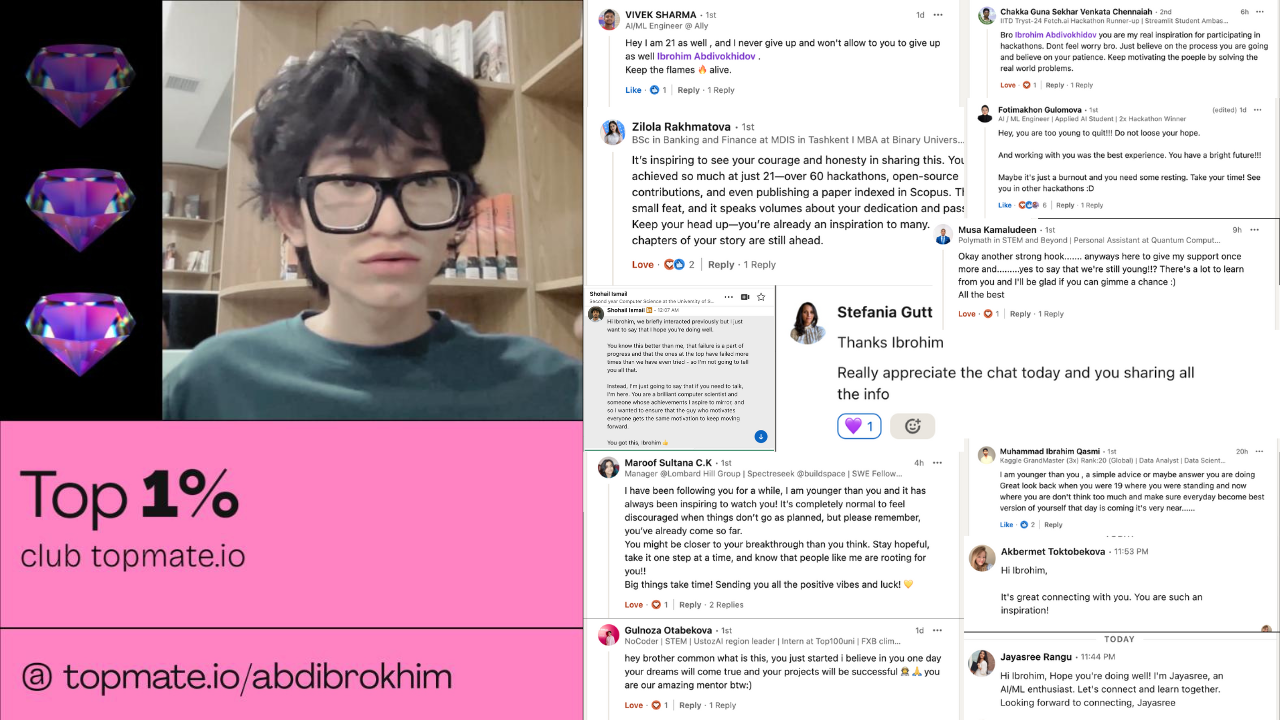 Top 1%
club topmate.io
@ topmate.io/abdibrokhim
VIVEK SHARMA · 1st
1d ···
AI/ML Engineer @ Ally
Hey I am 21 as well , and I never give up and won't allow to you to give up
as well Ibrohim Abdivokhidov .
Keep the flames 🔥 alive.
Like · 1 | Reply · 1 Reply
Zilola Rakhmatova · 1st
BSc in Banking and Finance at MDIS in Tashkent I MBA at Binary Univers...
It's inspiring to see your courage and honesty in sharing this. You
achieved so much at just 21—over 60 hackathons, open-source
contributions, and even publishing a paper indexed in Scopus. Th
small feat, and it speaks volumes about your dedication and pass
Keep your head up—you're already an inspiration to many.
chapters of your story are still ahead.
Love · 2 | Reply · 1 Reply
Shohail Ismail
Second year Computer Science at the University of S...
Shohail Ismail · 12:07 AM
Hi Ibrohim, we briefly interacted previously but I just
want to say that I hope you're doing well.
You know this better than me, that failure is a part of
progress and that the ones at the top have failed more
times than we have even tried - so I'm not going to tell
you all that.
Instead, I'm just going to say that if you need to talk,
I'm here. You are a brilliant computer scientist and
someone whose achievements I aspire to mirror, and
so I wanted to ensure that the guy who motivates
everyone gets the same motivation to keep moving
forward.
You got this, Ibrohim 👍
Stefania Gutt
Thanks Ibrohim
Really appreciate the chat today and you sharing all
the info
💜 1
Maroof Sultana C.K · 1st
4h ···
Manager @Lombard Hill Group | Spectreseek @buildspace | SWE Fellow...
I have been following you for a while, I am younger than you and it has
always been inspiring to watch you! It's completely normal to feel
discouraged when things don't go as planned, but please remember,
you've already come so far.
You might be closer to your breakthrough than you think. Stay hopeful,
take it one step at a time, and know that people like me are rooting for
you!!
Big things take time! Sending you all the positive vibes and luck! 💛
Love · 1 | Reply · 2 Replies
Gulnoza Otabekova · 1st
1d ···
NoCoder | STEM | UstozAI region leader | Intern at Top100uni | FXB clim...
hey brother common what is this, you just started i believe in you one day
your dreams will come true and your projects will be successful 👩‍🚀🙏 you
are our amazing mentor btw:)
Love · 1 | Reply · 1 Reply
Chakka Guna Sekhar Venkata Chennaiah · 2nd
6h ···
IITD Tryst-24 Fetch.ai Hackathon Runner-up | Streamlit Student Ambas...
Bro Ibrohim Abdivokhidov you are my real inspiration for participating in
hackathons. Dont feel worry bro. Just believe on the process you are going
and believe on your patience. Keep motivating the poeple by solving the
real world problems.
Love · 1 | Reply · 1 Reply
Fotimakhon Gulomova · 1st
(edited) 1d ···
AI / ML Engineer | Applied AI Student | 2x Hackathon Winner
Hey, you are too young to quit!!! Do not loose your hope.
And working with you was the best experience. You have a bright future!!!
Maybe it's just a burnout and you need some resting. Take your time! See
you in other hackathons :D
Like · 6 | Reply · 1 Reply
Musa Kamaludeen · 1st
9h ···
Polymath in STEM and Beyond | Personal Assistant at Quantum Comput...
Okay another strong hook....... anyways here to give my support once
more and.........yes to say that we're still young!!? There's a lot to learn
from you and I'll be glad if you can gimme a chance :)
All the best
Love · 1 | Reply · 1 Reply
Muhammad Ibrahim Qasmi · 1st
20h ···
Kaggle GrandMaster (3x) Rank:20 (Global) | Data Analyst | Data Scient...
I am younger than you , a simple advice or maybe answer you are doing
Great look back when you were 19 where you were standing and now
where you are don't think too much and make sure everyday become best
version of yourself that day is coming it's very near......
Like · 2 | Reply
Akbermet Toktobekova · 11:53 PM
Hi Ibrohim,
It's great connecting with you. You are such an
inspiration!
TODAY
Jayasree Rangu · 11:44 PM
Hi Ibrohim, Hope you're doing well! I'm Jayasree, an
AI/ML enthusiast. Let's connect and learn together.
Looking forward to connecting, Jayasree